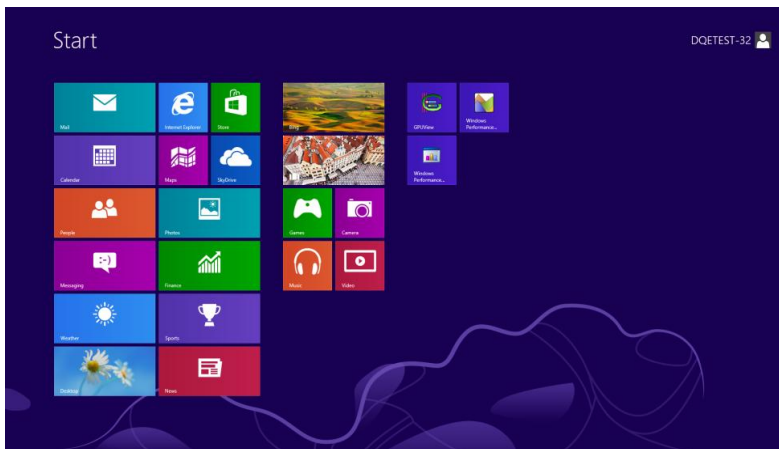 Start
DQETEST-32
Mail
Internet Explorer
Store
Bing
GPUView
Windows
Performance...
Calendar
Maps
SkyDrive
Windows
Performance...
People
Photos
Games
Camera
Messaging
Finance
Music
Video
Weather
Sports
Desktop
News